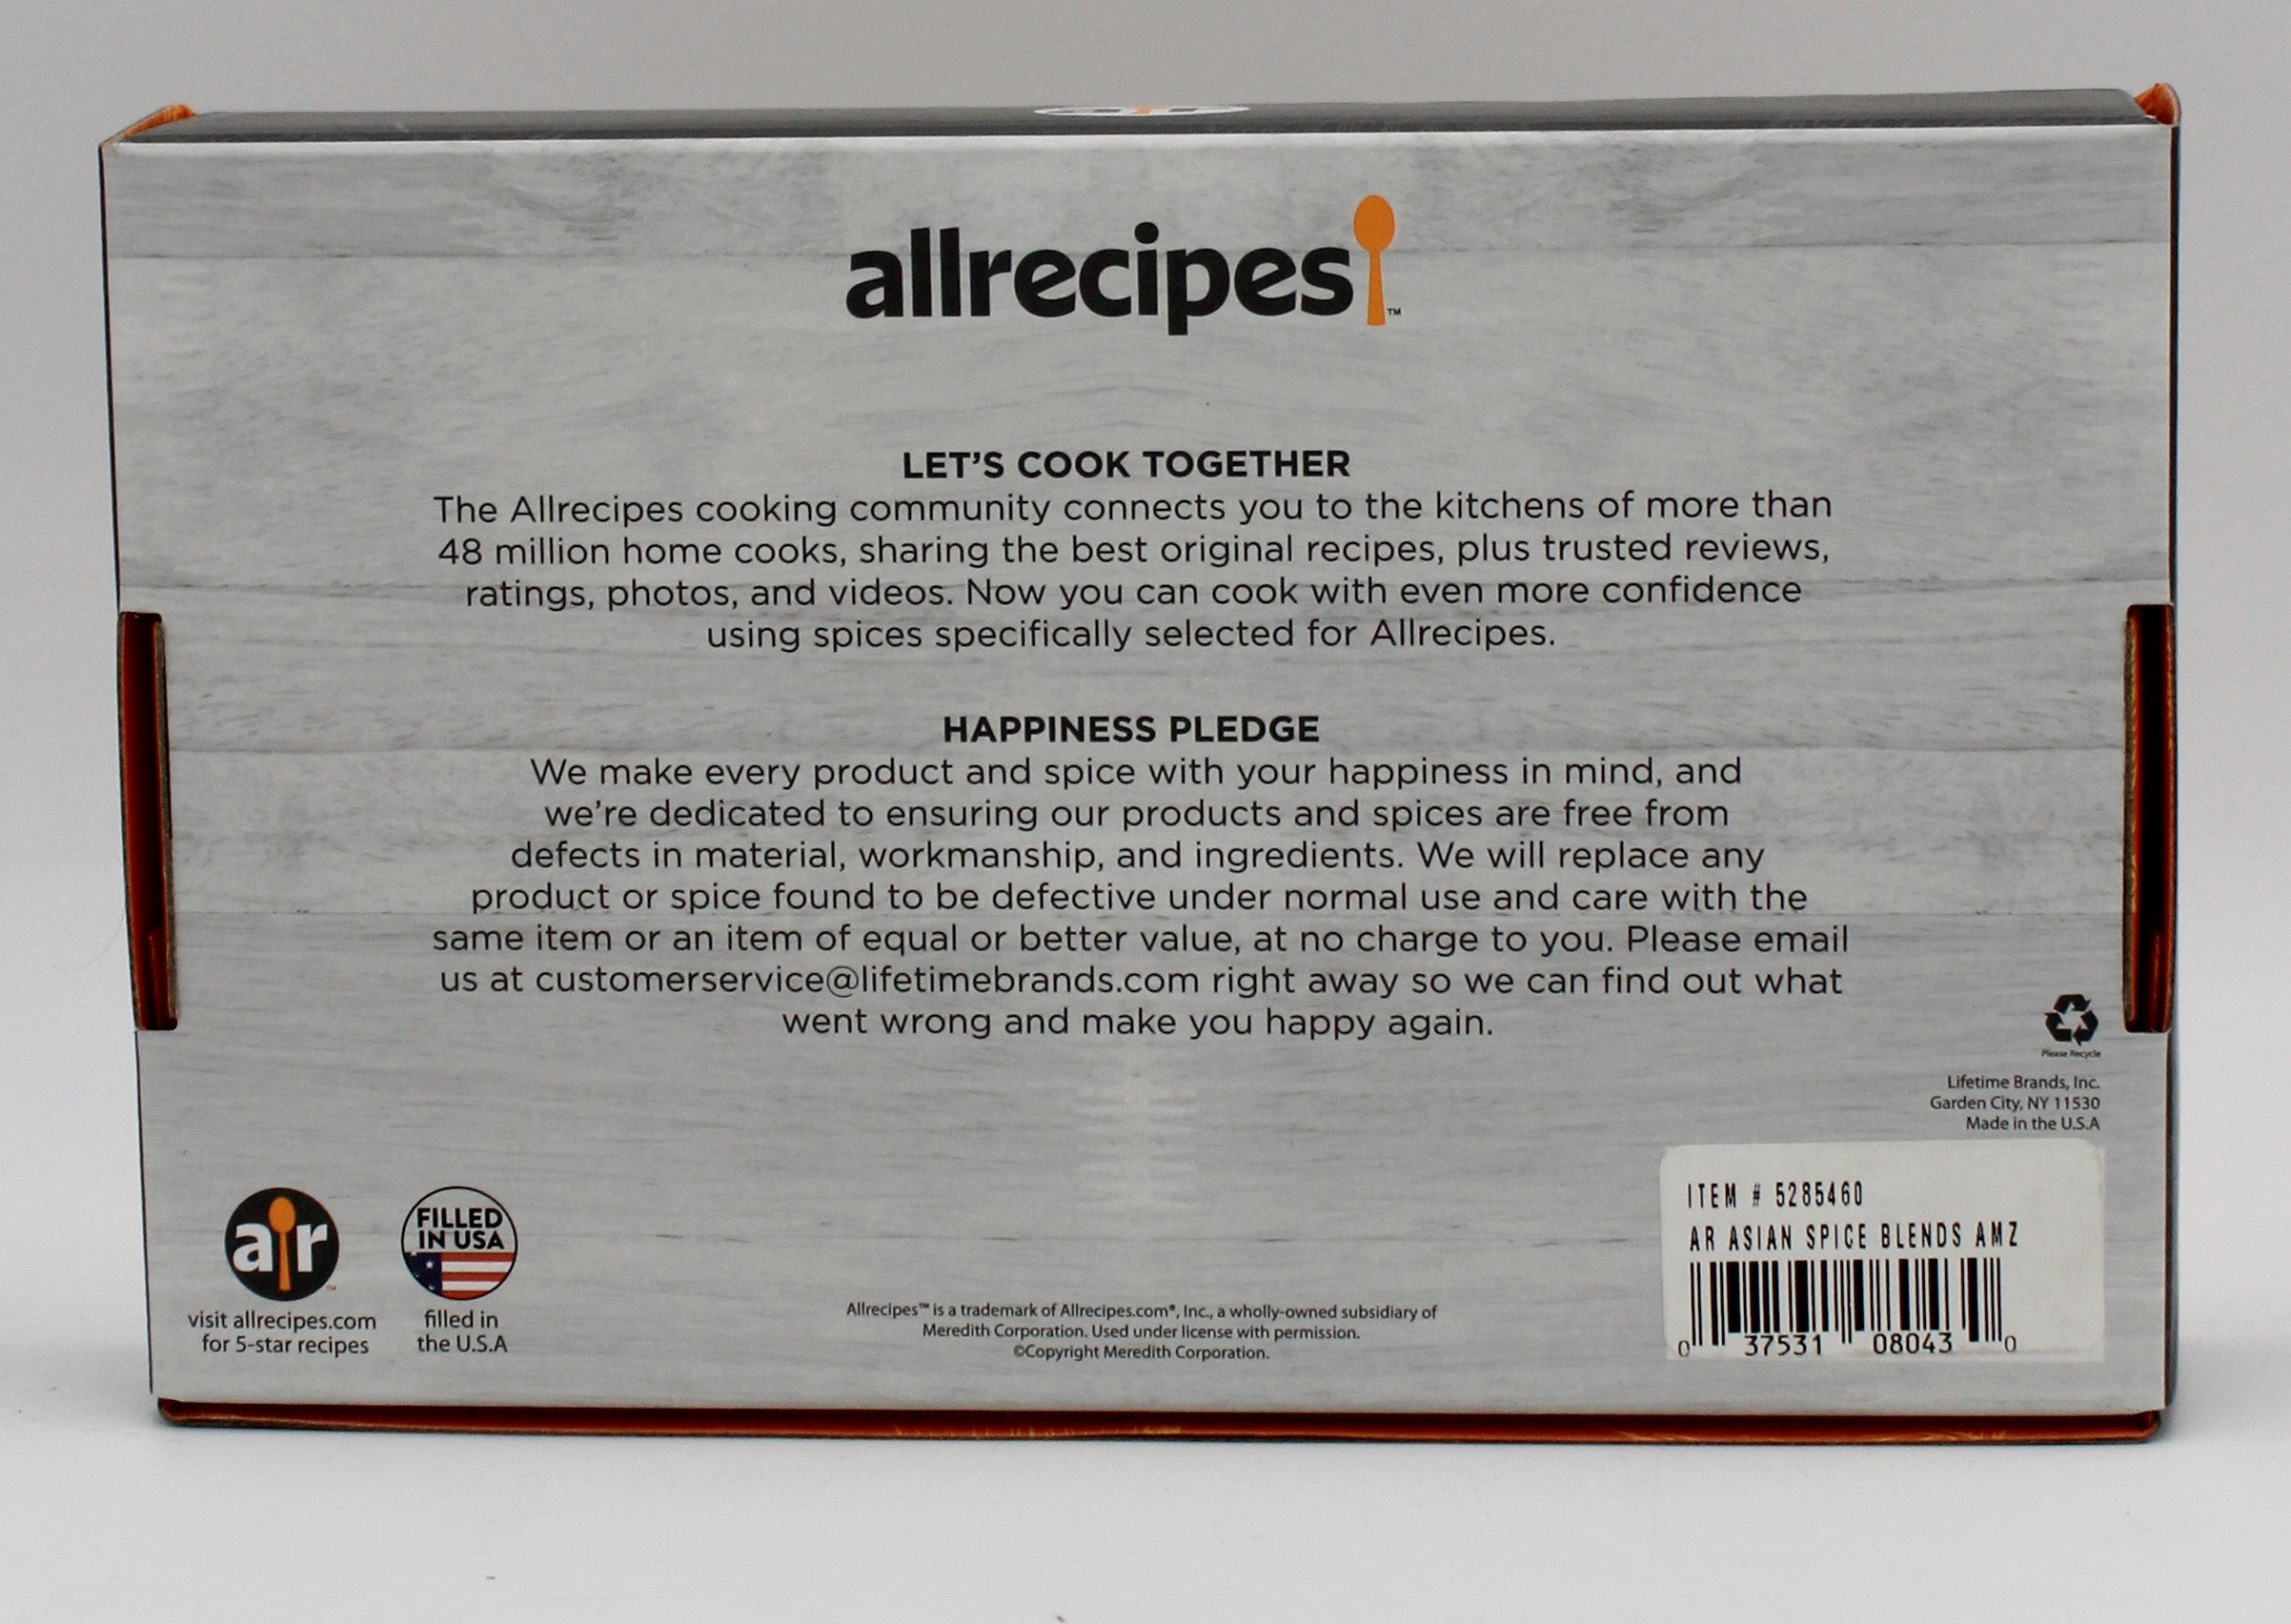 allrecipes™
LET'S COOK TOGETHER
The Allrecipes cooking community connects you to the kitchens of more than
48 million home cooks, sharing the best original recipes, plus trusted reviews,
ratings, photos, and videos. Now you can cook with even more confidence
using spices specifically selected for Allrecipes.
HAPPINESS PLEDGE
We make every product and spice with your happiness in mind, and
we're dedicated to ensuring our products and spices are free from
defects in material, workmanship, and ingredients. We will replace any
product or spice found to be defective under normal use and care with the
same item or an item of equal or better value, at no charge to you. Please email
us at customerservice@lifetimebrands.com right away so we can find out what
went wrong and make you happy again.
Please Recycle
Lifetime Brands, Inc.
Garden City, NY 11530
Made in the U.S.A
ITEM # 5285460
AR ASIAN SPICE BLENDS AMZ
0 37531 08043 0
air™
visit allrecipes.com
for 5-star recipes
FILLED
IN USA
filled in
the U.S.A
Allrecipes™ is a trademark of Allrecipes.com®, Inc., a wholly-owned subsidiary of
Meredith Corporation. Used under license with permission.
©Copyright Meredith Corporation.